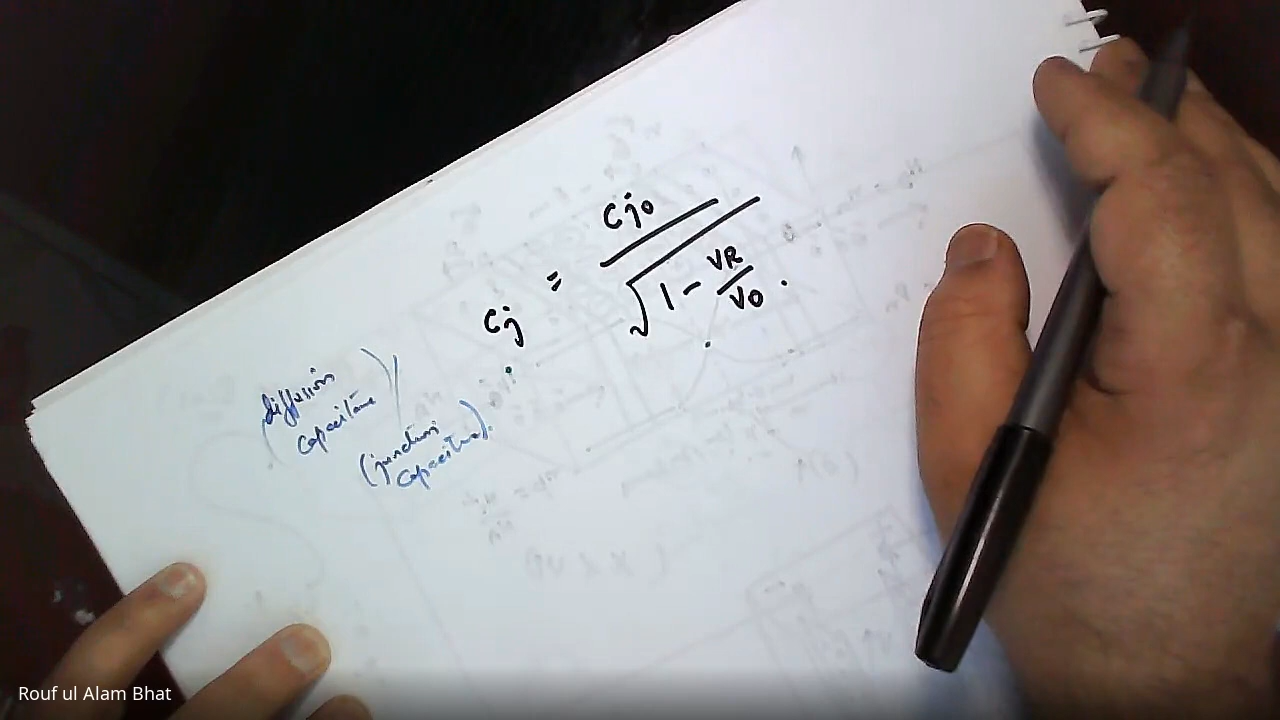 Cj = Cj0 / √(1 - VR/V0) .
(diffusion
capacitance)
(junction
capacitance).
Rouf ul Alam Bhat